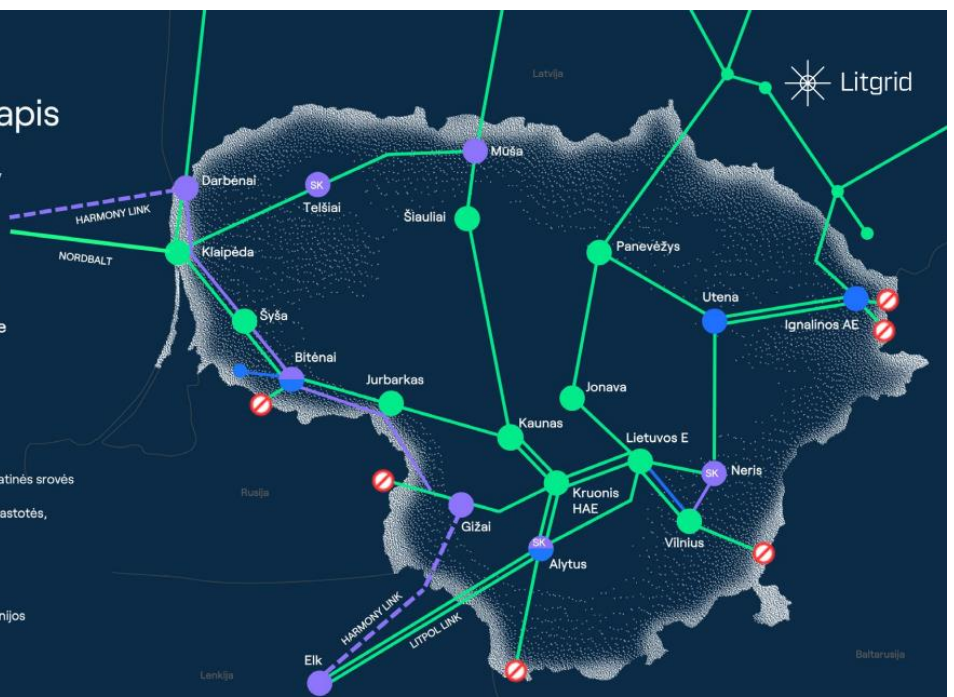 Latvija
Litgrid
apis
Mūša
Darbėnai
SK
Telšiai
HARMONY LINK
Šiauliai
Klaipėda
Panevėžys
NORDBALT
Utena
Ignalinos AE
Šyša
Bitėnai
Jurbarkas
Jonava
Kaunas
Lietuvos E
SK
Neris
atinės srovės
Rusija
Kruonis
HAE
astotės,
Gižai
Vilnius
SK
Alytus
HARMONY LINK
LITPOL LINK
nijos
Elk
Lenkija
Baltarusija